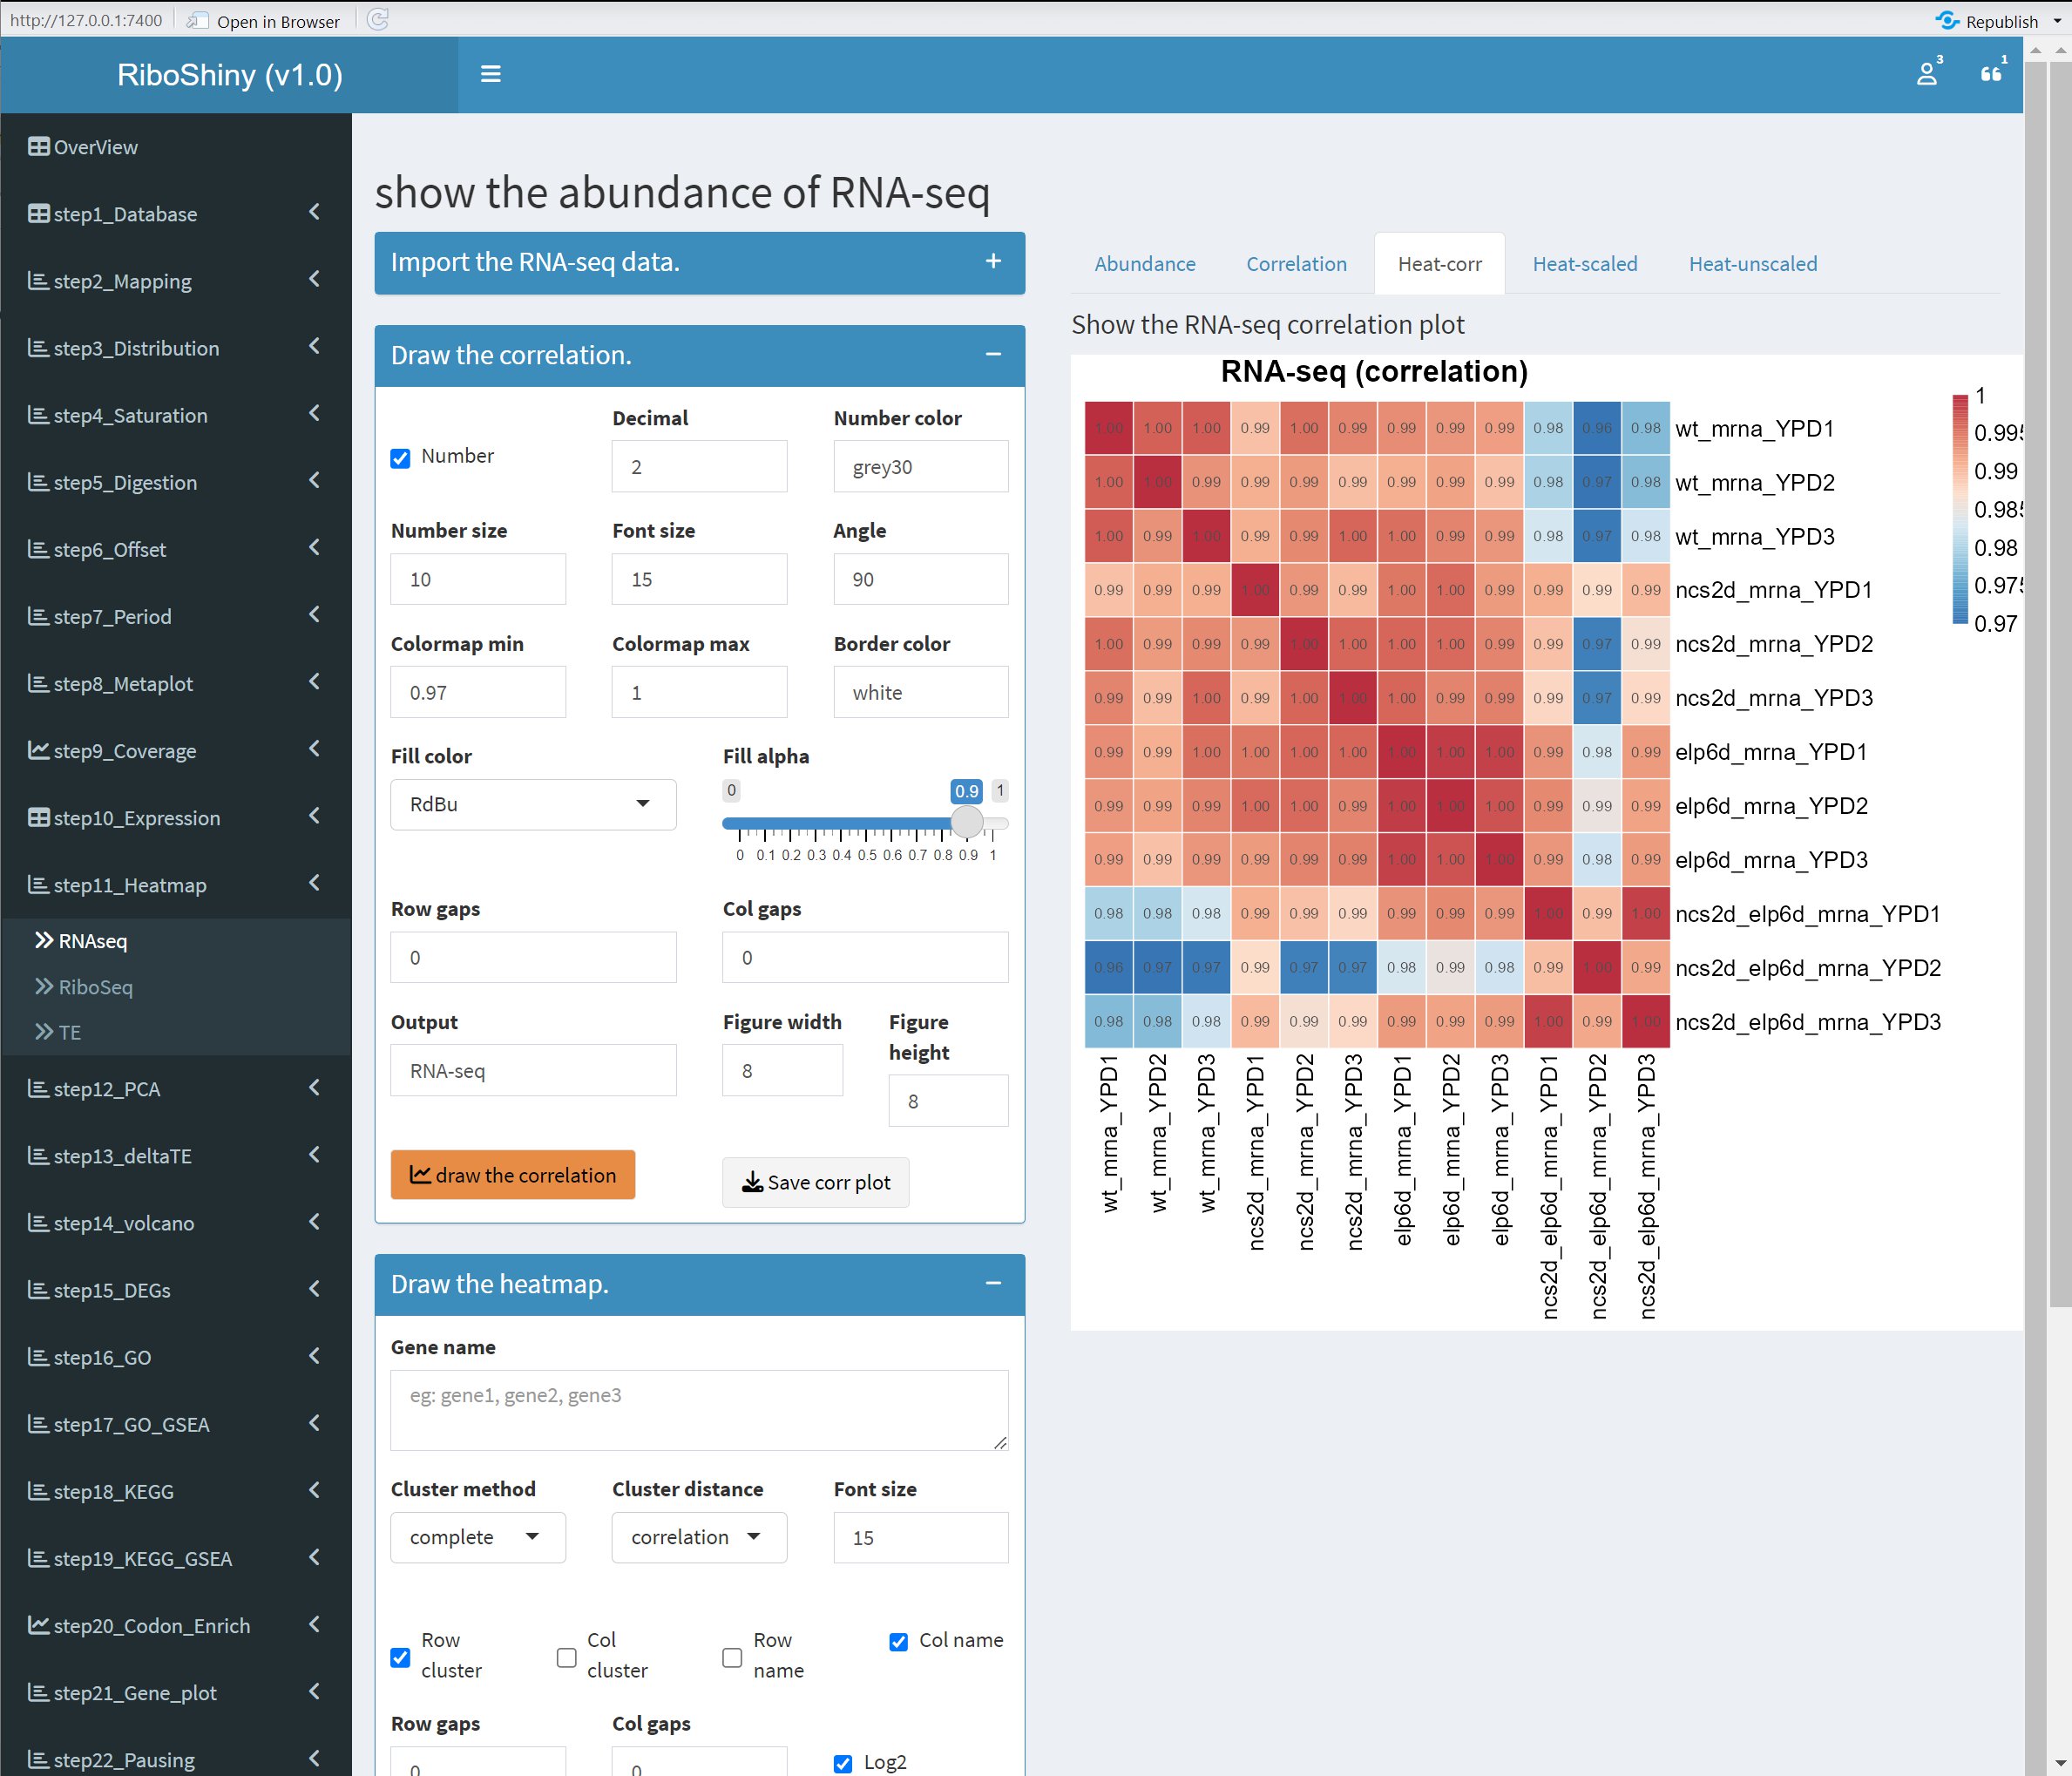 http://127.0.0.1:7400 Open in Browser Republish
RiboShiny (v1.0) 3 1
OverView
step1_Database
step2_Mapping
step3_Distribution
step4_Saturation
step5_Digestion
step6_Offset
step7_Period
step8_Metaplot
step9_Coverage
step10_Expression
step11_Heatmap
RNAseq
RiboSeq
TE
step12_PCA
step13_deltaTE
step14_volcano
step15_DEGs
step16_GO
step17_GO_GSEA
step18_KEGG
step19_KEGG_GSEA
step20_Codon_Enrich
step21_Gene_plot
step22_Pausing
show the abundance of RNA-seq
Import the RNA-seq data. +
Draw the correlation. −
Number
Decimal
2
Number color
grey30
Number size
10
Font size
15
Angle
90
Colormap min
0.97
Colormap max
1
Border color
white
Fill color
RdBu
Fill alpha
0 0.9 1
0 0.1 0.2 0.3 0.4 0.5 0.6 0.7 0.8 0.9 1
Row gaps
0
Col gaps
0
Output
RNA-seq
Figure width
8
Figure
height
8
draw the correlation
Save corr plot
Draw the heatmap. −
Gene name
eg: gene1, gene2, gene3
Cluster method
complete
Cluster distance
correlation
Font size
15
Row
cluster
Col
cluster
Row
name
Col name
Row gaps
0
Col gaps
0
Log2
Abundance Correlation Heat-corr Heat-scaled Heat-unscaled
Show the RNA-seq correlation plot
RNA-seq (correlation)
1.00 1.00 1.00 0.99 1.00 0.99 0.99 0.99 0.99 0.98 0.96 0.98 wt_mrna_YPD1
1.00 1.00 0.99 0.99 0.99 0.99 0.99 0.99 0.99 0.98 0.97 0.98 wt_mrna_YPD2
1.00 0.99 1.00 0.99 0.99 1.00 1.00 0.99 0.99 0.98 0.97 0.98 wt_mrna_YPD3
0.99 0.99 0.99 1.00 0.99 0.99 1.00 1.00 0.99 0.99 0.99 0.99 ncs2d_mrna_YPD1
1.00 0.99 0.99 0.99 1.00 1.00 1.00 1.00 0.99 0.99 0.97 0.99 ncs2d_mrna_YPD2
0.99 0.99 1.00 0.99 1.00 1.00 1.00 0.99 0.99 0.99 0.97 0.99 ncs2d_mrna_YPD3
0.99 0.99 1.00 1.00 1.00 1.00 1.00 1.00 1.00 0.99 0.98 0.99 elp6d_mrna_YPD1
0.99 0.99 0.99 1.00 1.00 0.99 1.00 1.00 1.00 0.99 0.99 0.99 elp6d_mrna_YPD2
0.99 0.99 0.99 0.99 0.99 0.99 1.00 1.00 1.00 0.99 0.98 0.99 elp6d_mrna_YPD3
0.98 0.98 0.98 0.99 0.99 0.99 0.99 0.99 0.99 1.00 0.99 1.00 ncs2d_elp6d_mrna_YPD1
0.96 0.97 0.97 0.99 0.97 0.97 0.98 0.99 0.98 0.99 1.00 0.99 ncs2d_elp6d_mrna_YPD2
0.98 0.98 0.98 0.99 0.99 0.99 0.99 0.99 0.99 1.00 0.99 1.00 ncs2d_elp6d_mrna_YPD3
wt_mrna_YPD1
wt_mrna_YPD2
wt_mrna_YPD3
ncs2d_mrna_YPD1
ncs2d_mrna_YPD2
ncs2d_mrna_YPD3
elp6d_mrna_YPD1
elp6d_mrna_YPD2
elp6d_mrna_YPD3
ncs2d_elp6d_mrna_YPD1
ncs2d_elp6d_mrna_YPD2
ncs2d_elp6d_mrna_YPD3
1
0.995
0.99
0.985
0.98
0.975
0.97